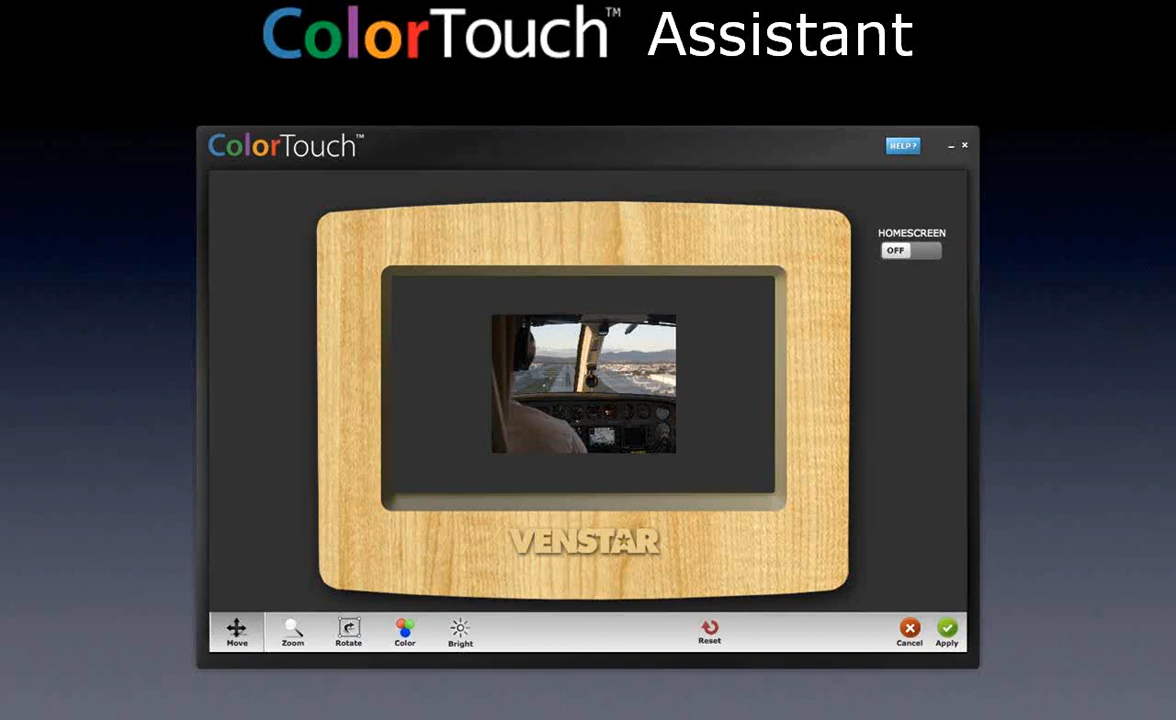 ColorTouch™ Assistant
ColorTouch™
HELP?
HOMESCREEN
OFF
VENSTAR
Move Zoom Rotate Color Bright Reset Cancel Apply